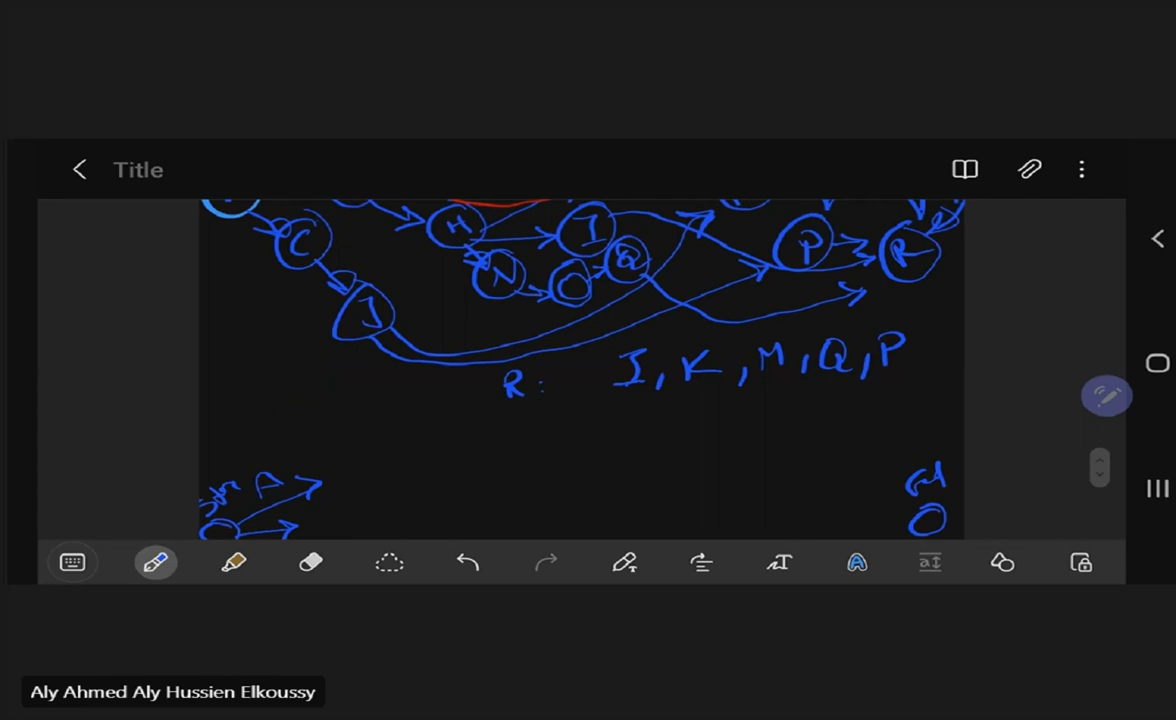 Title
H I P R
C N O Q
J
R: I, K, M, Q, P
A
Aly Ahmed Aly Hussien Elkoussy